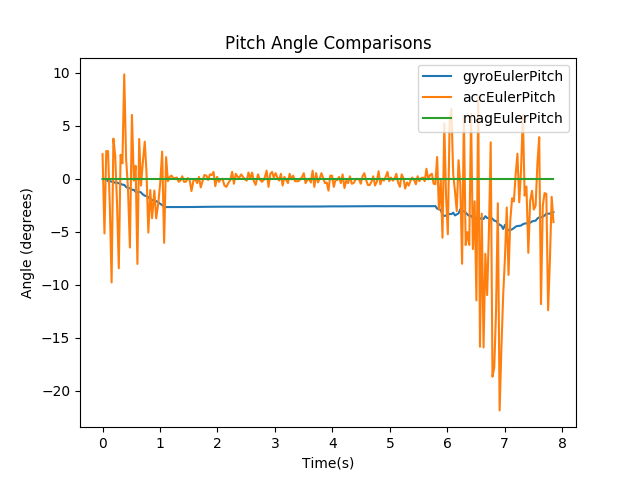 Pitch Angle Comparisons
gyroEulerPitch
accEulerPitch
magEulerPitch
10
5
0
−5
−10
−15
−20
Angle (degrees)
0 1 2 3 4 5 6 7 8
Time(s)